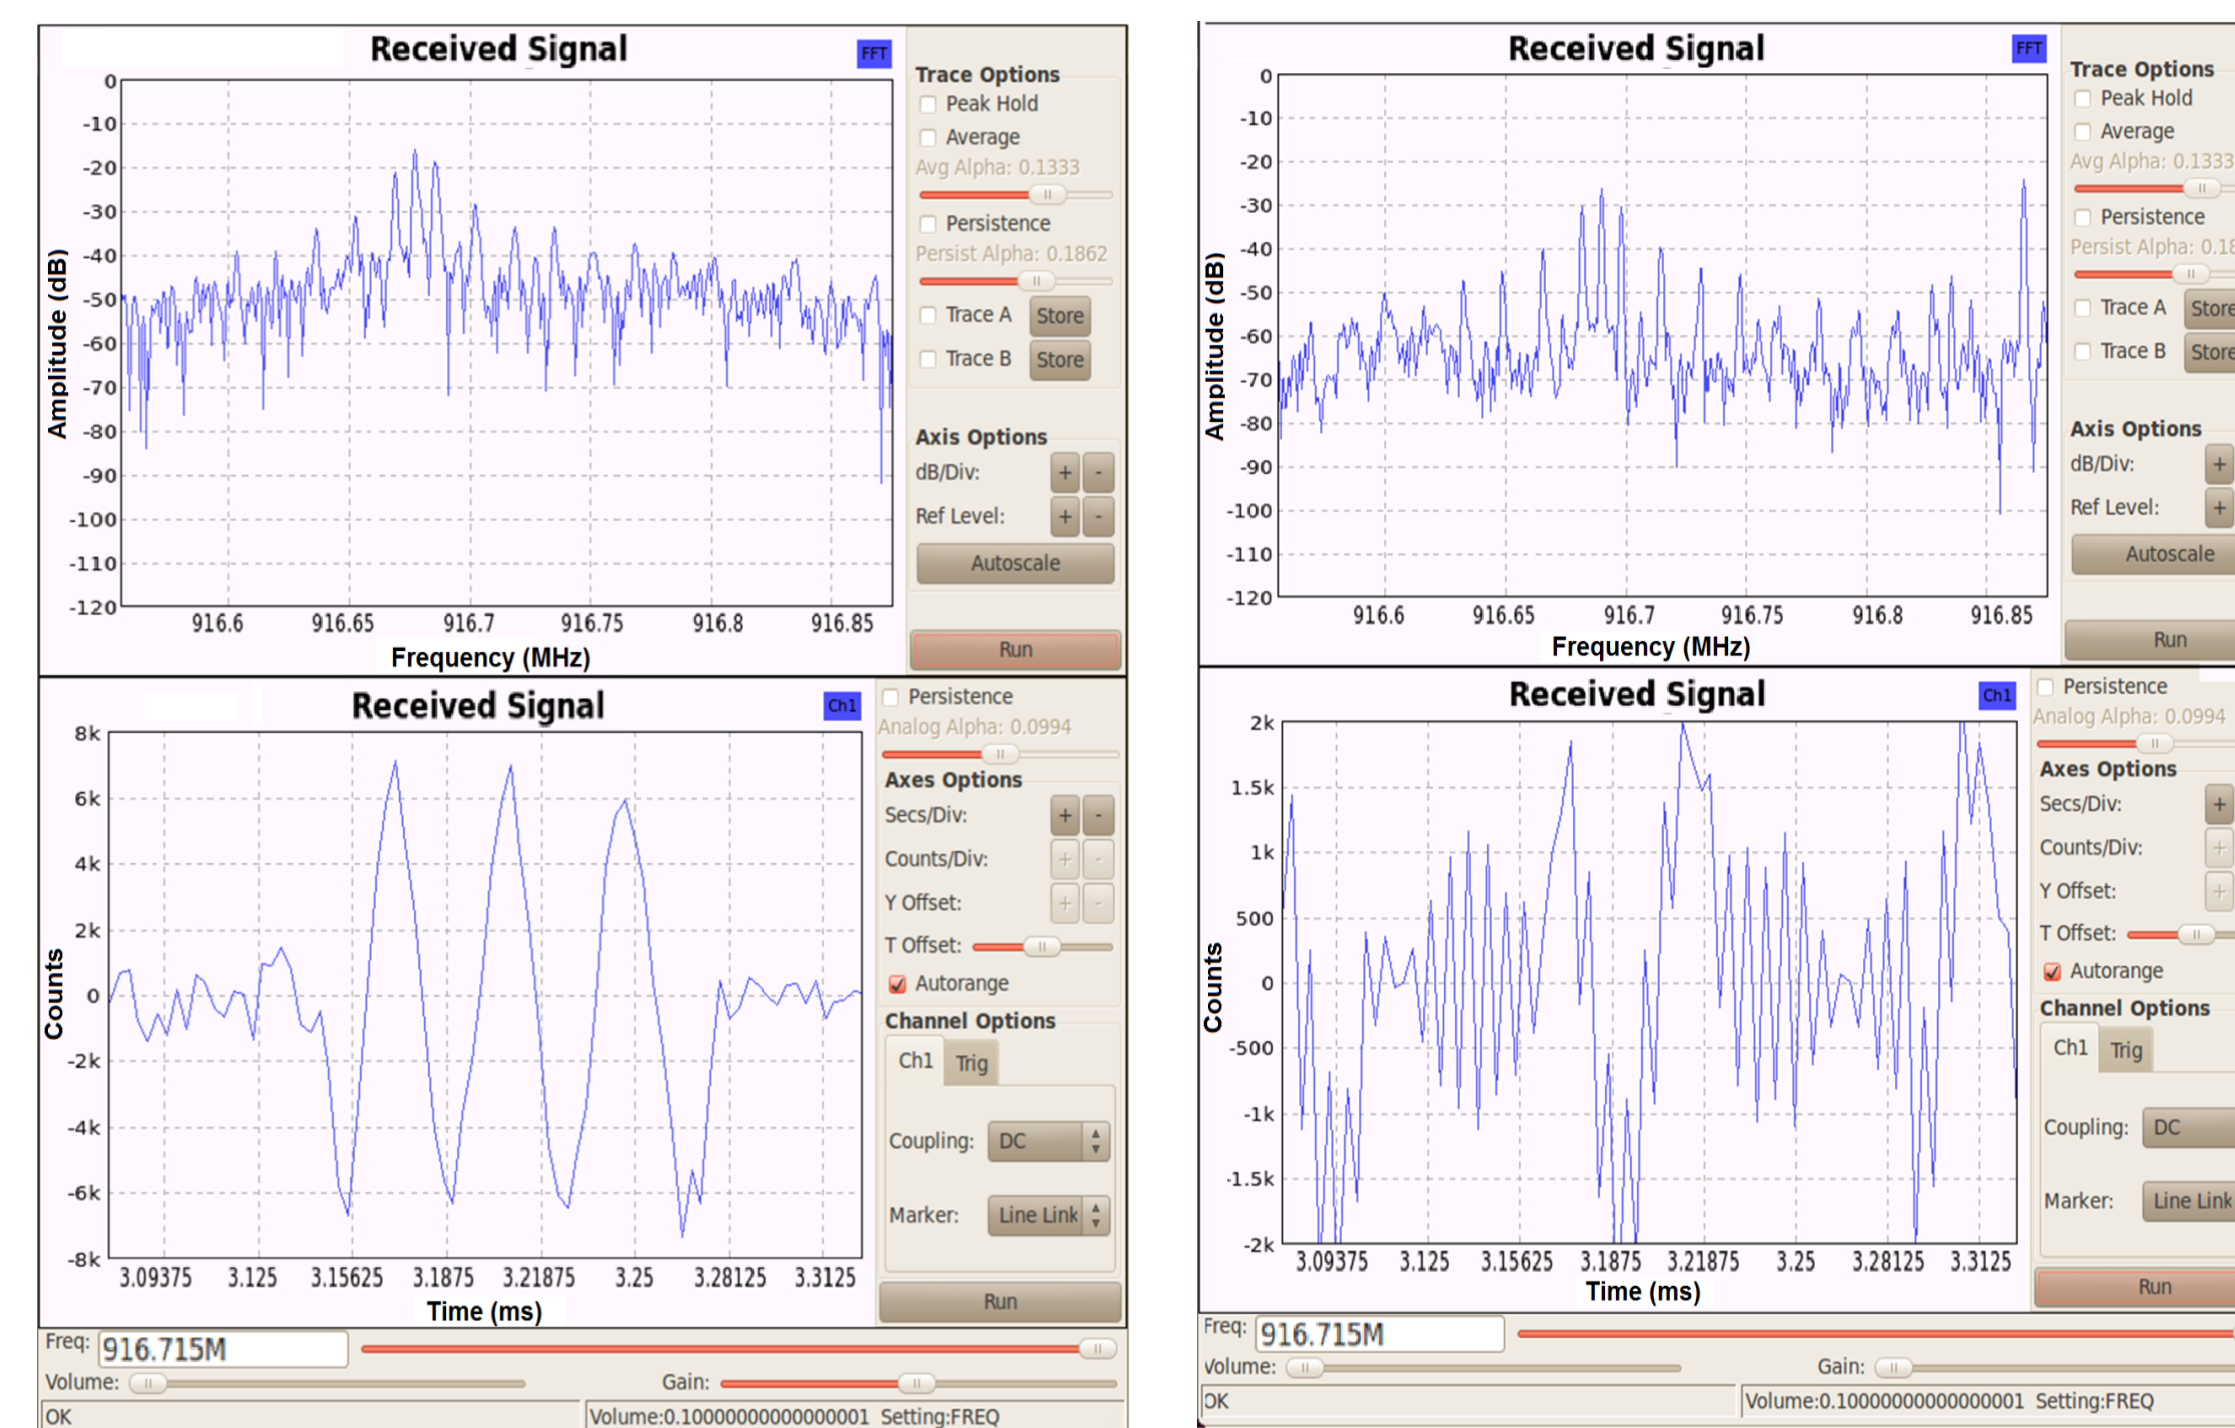 Received Signal
FFT
0
-10
-20
-30
-40
-50
-60
-70
-80
-90
-100
-110
-120
Amplitude (dB)
916.6 916.65 916.7 916.75 916.8 916.85
Frequency (MHz)
Trace Options
Peak Hold
Average
Avg Alpha: 0.1333
Persistence
Persist Alpha: 0.1862
Trace A Store
Trace B Store
Axis Options
dB/Div: + -
Ref Level: + -
Autoscale
Run
Received Signal
Ch1
8k
6k
4k
2k
0
-2k
-4k
-6k
-8k
Counts
3.09375 3.125 3.15625 3.1875 3.21875 3.25 3.28125 3.3125
Time (ms)
Persistence
Analog Alpha: 0.0994
Axes Options
Secs/Div: + -
Counts/Div: + -
Y Offset: + -
T Offset:
Autorange
Channel Options
Ch1 Trig
Coupling: DC
Marker: Line Link
Run
Freq: 916.715M
Volume: Gain:
OK Volume:0.10000000000000001 Setting:FREQ
Received Signal
FFT
0
-10
-20
-30
-40
-50
-60
-70
-80
-90
-100
-110
-120
Amplitude (dB)
916.6 916.65 916.7 916.75 916.8 916.85
Frequency (MHz)
Trace Options
Peak Hold
Average
Avg Alpha: 0.1333
Persistence
Persist Alpha: 0.18
Trace A Store
Trace B Store
Axis Options
dB/Div: +
Ref Level: +
Autoscale
Run
Received Signal
Ch1
2k
1.5k
1k
500
0
-500
-1k
-1.5k
-2k
Counts
3.09375 3.125 3.15625 3.1875 3.21875 3.25 3.28125 3.3125
Time (ms)
Persistence
Analog Alpha: 0.0994
Axes Options
Secs/Div: +
Counts/Div: +
Y Offset: +
T Offset:
Autorange
Channel Options
Ch1 Trig
Coupling: DC
Marker: Line Link
Run
Freq: 916.715M
Volume: Gain:
OK Volume:0.10000000000000001 Setting:FREQ